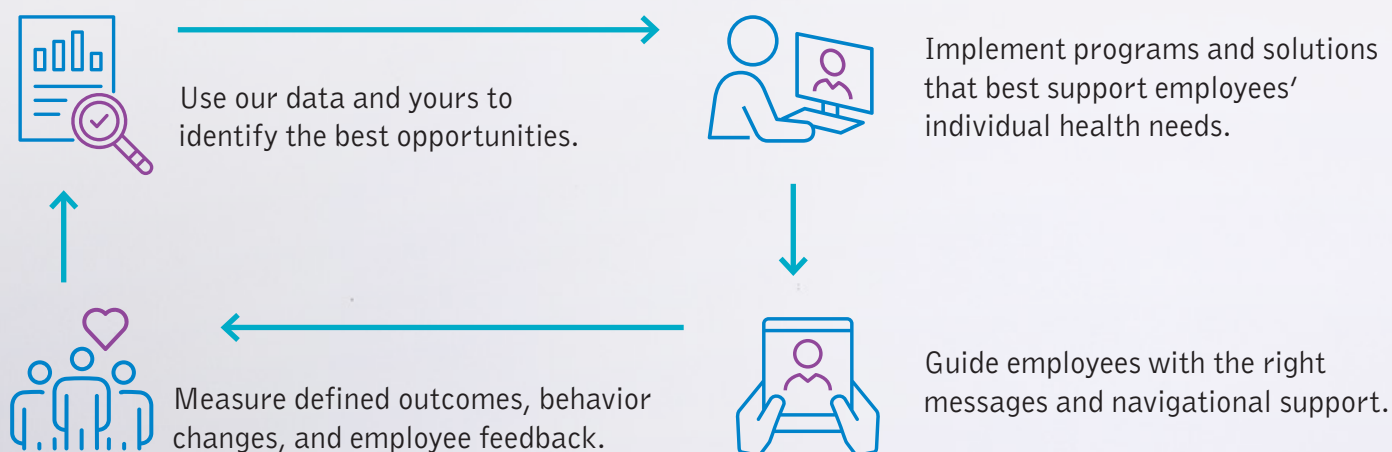 Use our data and yours to
identify the best opportunities.
Implement programs and solutions
that best support employees’
individual health needs.
Guide employees with the right
messages and navigational support.
Measure defined outcomes, behavior
changes, and employee feedback.